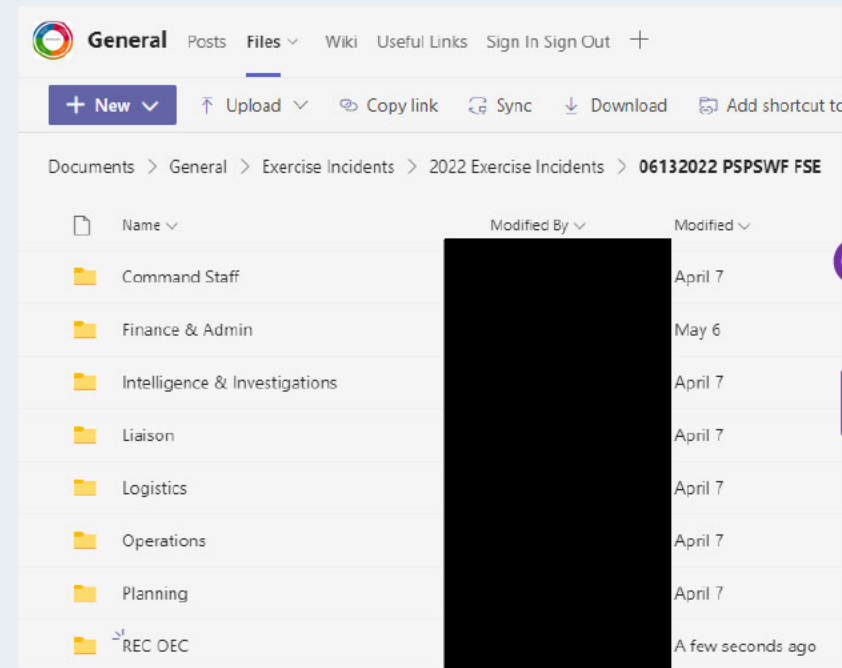 General Posts Files Wiki Useful Links Sign In Sign Out
New Upload Copy link Sync Download Add shortcut to
Documents > General > Exercise Incidents > 2022 Exercise Incidents > 06132022 PSPSWF FSE
Name Modified By Modified
Command Staff April 7
Finance & Admin May 6
Intelligence & Investigations April 7
Liaison April 7
Logistics April 7
Operations April 7
Planning April 7
REC OEC A few seconds ago